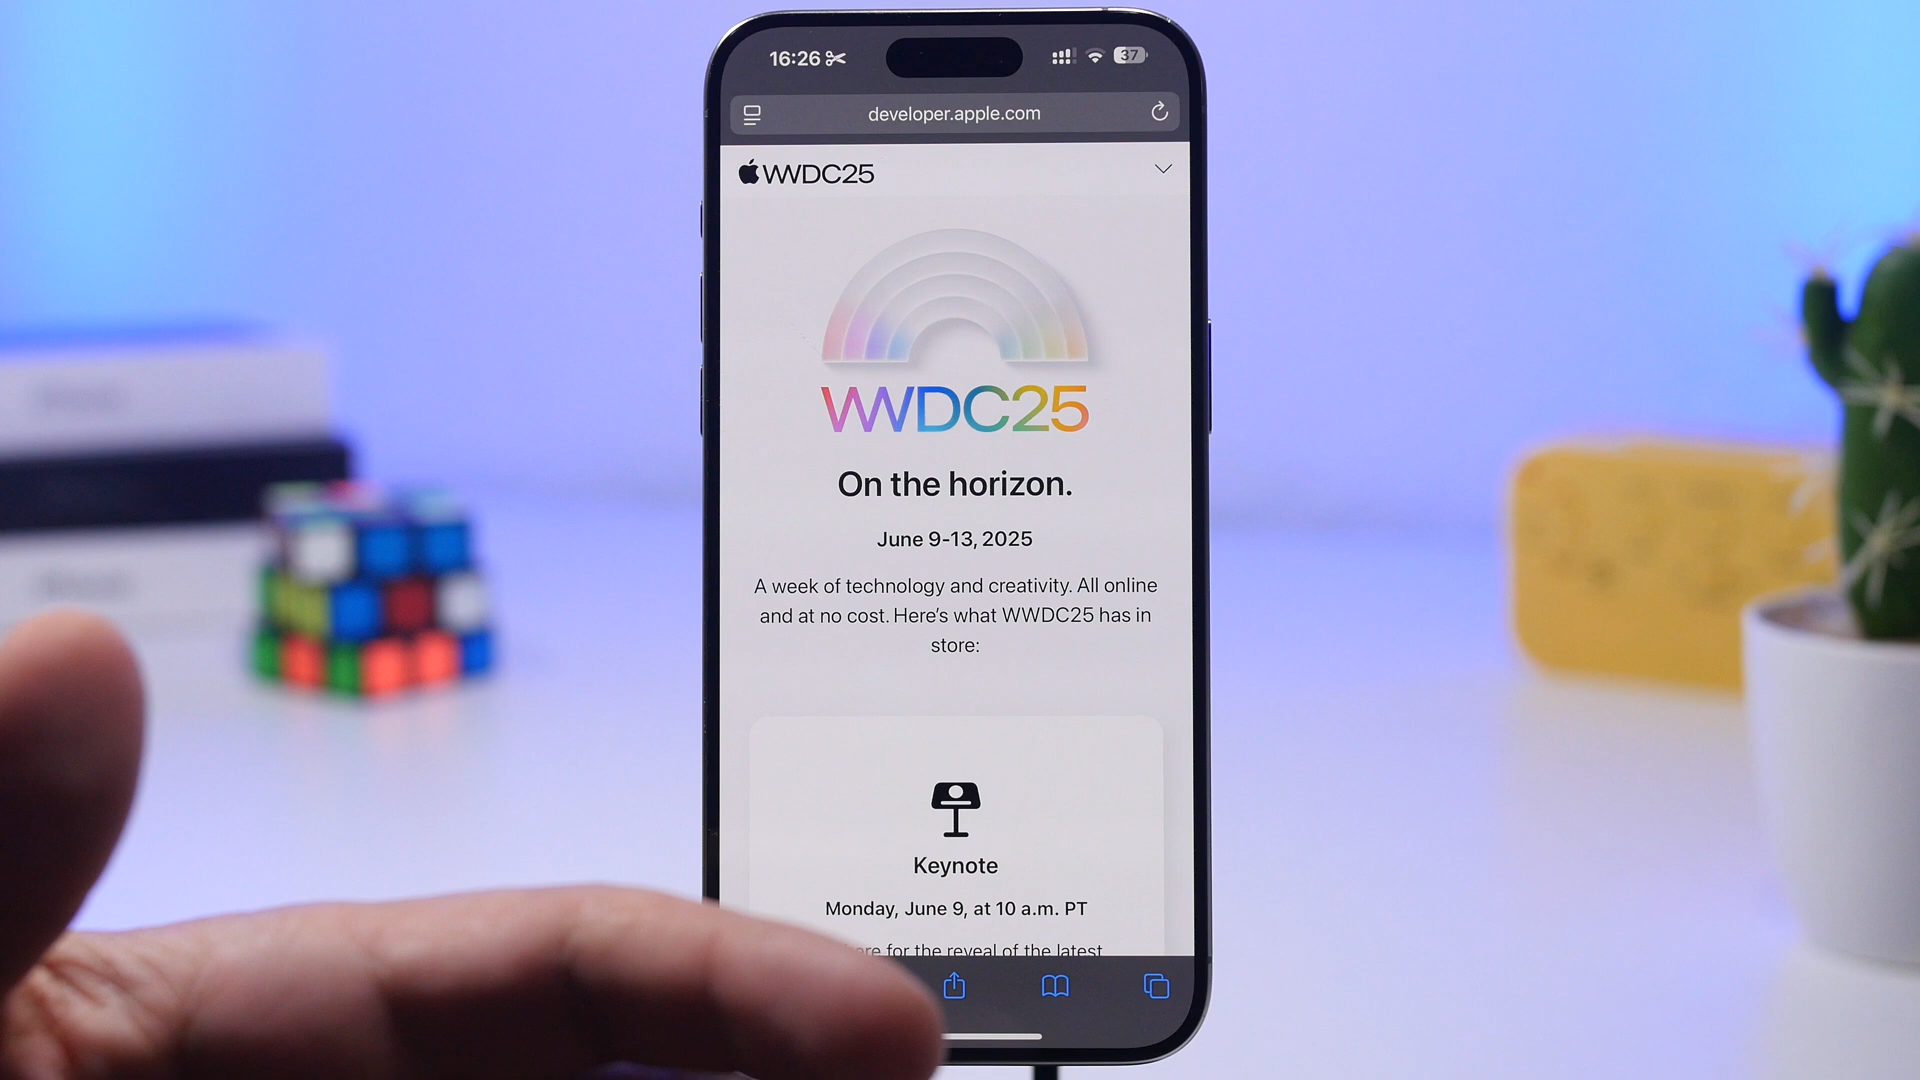 16:26
37
developer.apple.com
WWDC25
WWDC25
On the horizon.
June 9-13, 2025
A week of technology and creativity. All online
and at no cost. Here's what WWDC25 has in
store:
Keynote
Monday, June 9, at 10 a.m. PT
for the reveal of the latest